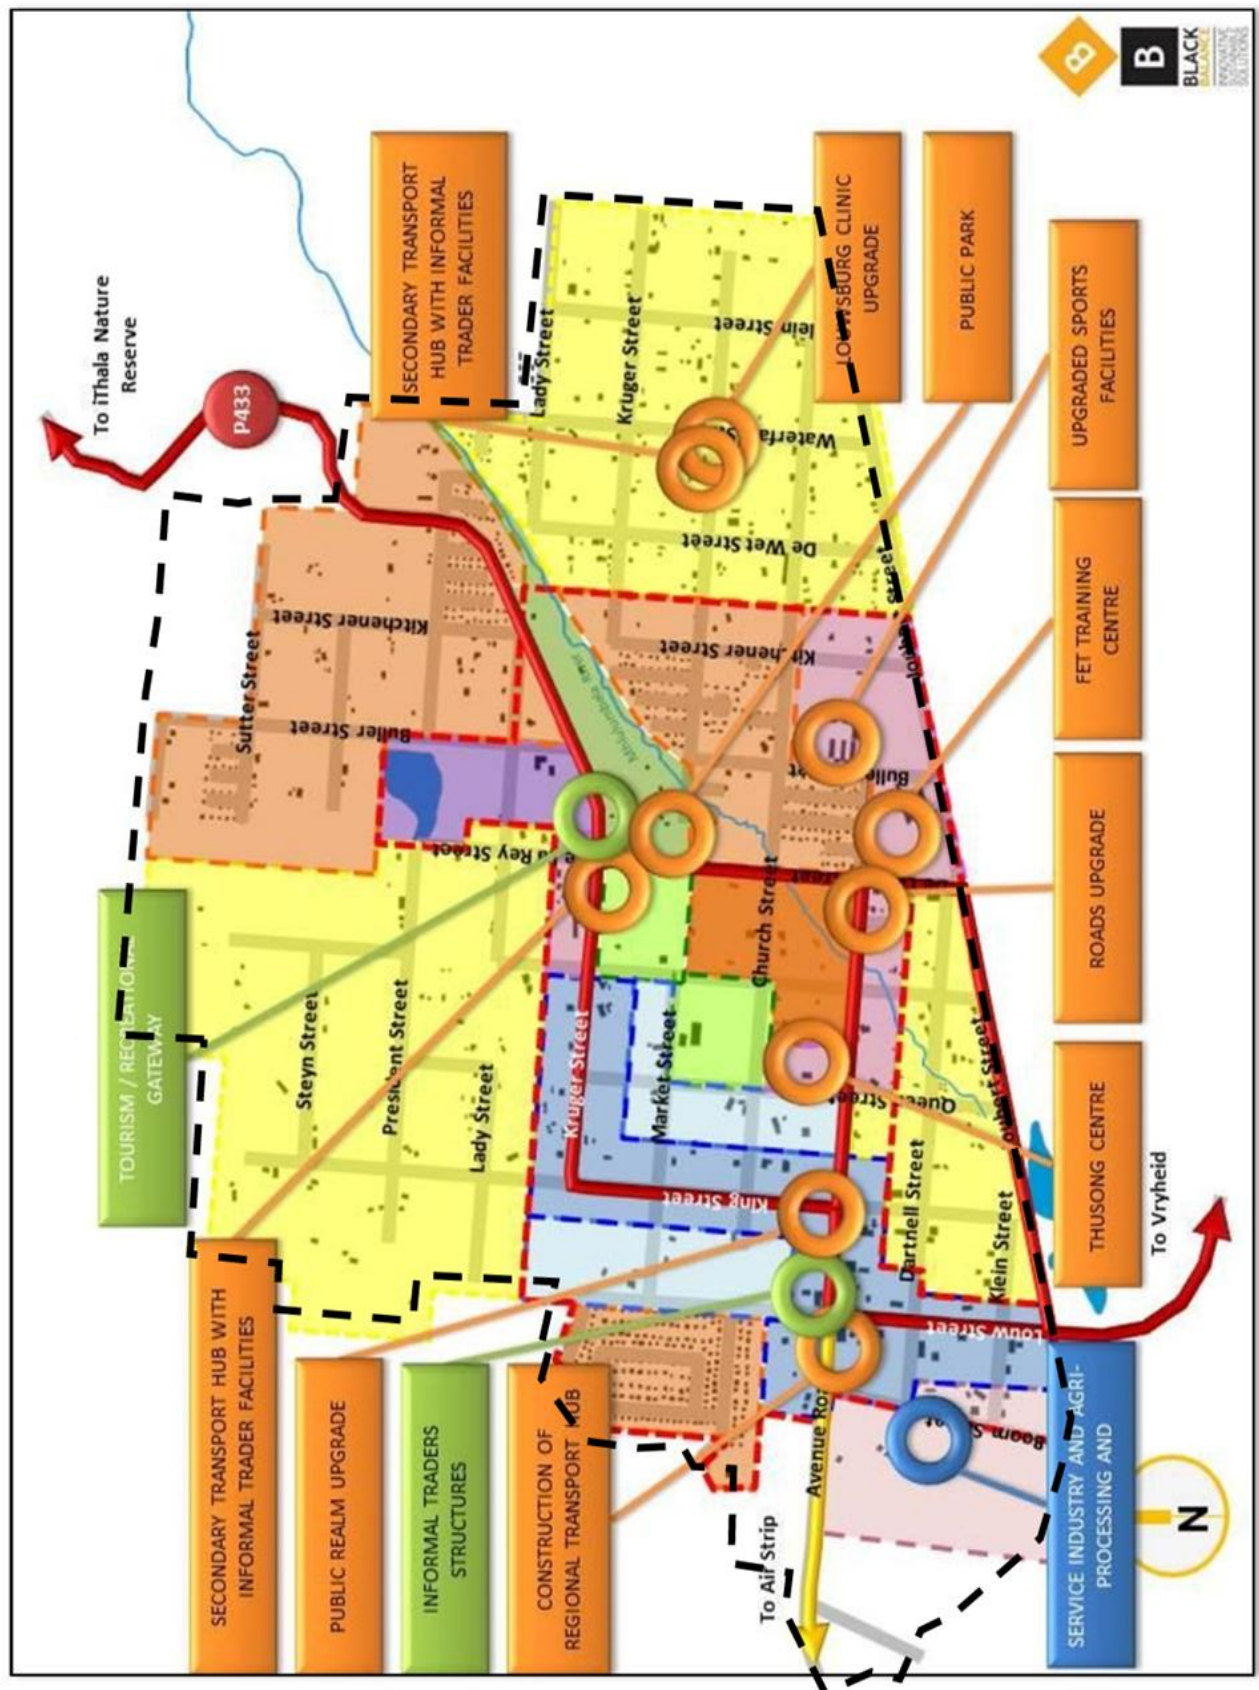 SECONDARY TRANSPORT HUB WITH
INFORMAL TRADER FACILITIES
PUBLIC REALM UPGRADE
INFORMAL TRADERS
STRUCTURES
CONSTRUCTION OF
REGIONAL TRANSPORT HUB
To Air Strip
Avenue
SERVICE INDUSTRY AND AGRI-
PROCESSING AND
N
TOURISM / RECREATIONAL
GATEWAY
Steyn Street
President Street
Lady Street
Kruger Street
Market Street
Church Street
King Street
Louw Street
Dartnell Street
Klein Street
Boom
To Vryheid
THUSONG CENTRE
ROADS UPGRADE
FET TRAINING
CENTRE
UPGRADED SPORTS
FACILITIES
PUBLIC PARK
LOUWSBURG CLINIC
UPGRADE
SECONDARY TRANSPORT
HUB WITH INFORMAL
TRADER FACILITIES
To iThala Nature
Reserve
P433
Sutter Street
Kitchener Street
Buller Street
Rey Street
Lady Street
Kruger Street
Street
De Wet Street
Kitchener Street
Street
B
B
BLACK
BALANCE
INNOVATIVE
SUSTAINABLE
SOLUTIONS